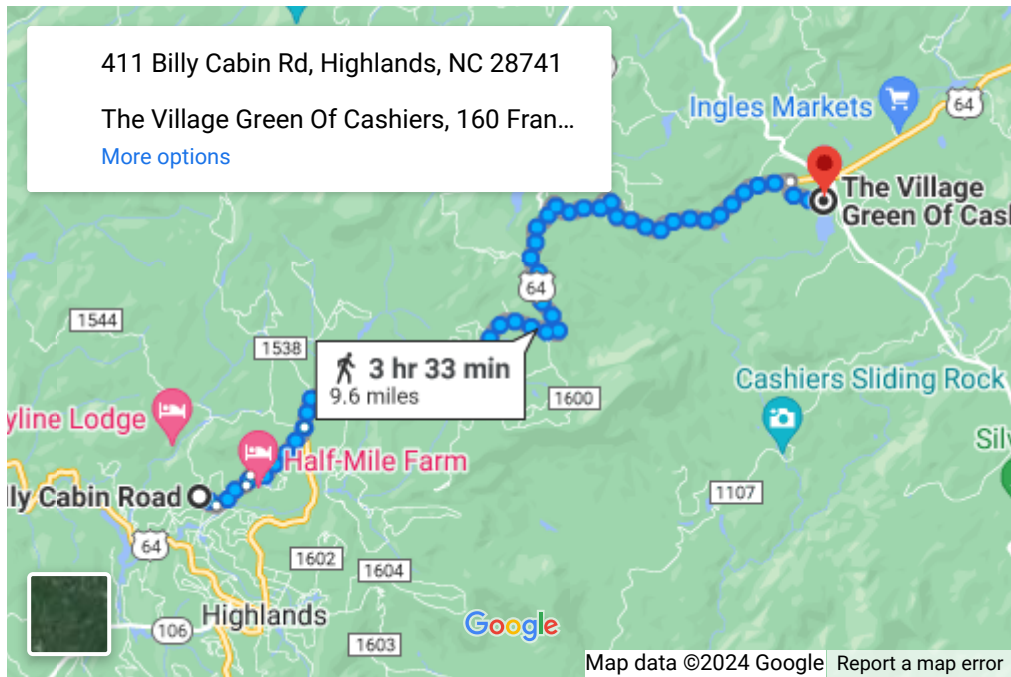 411 Billy Cabin Rd, Highlands, NC 28741
The Village Green Of Cashiers, 160 Fran...
More options
Ingles Markets
64
The Village
Green Of Cas
64
1544
1538
3 hr 33 min
9.6 miles
1600
Cashiers Sliding Rock
yline Lodge
Half-Mile Farm
Sil
lly Cabin Road
1107
64
1602
1604
Highlands
106
1603
Google
Map data ©2024 Google
Report a map error